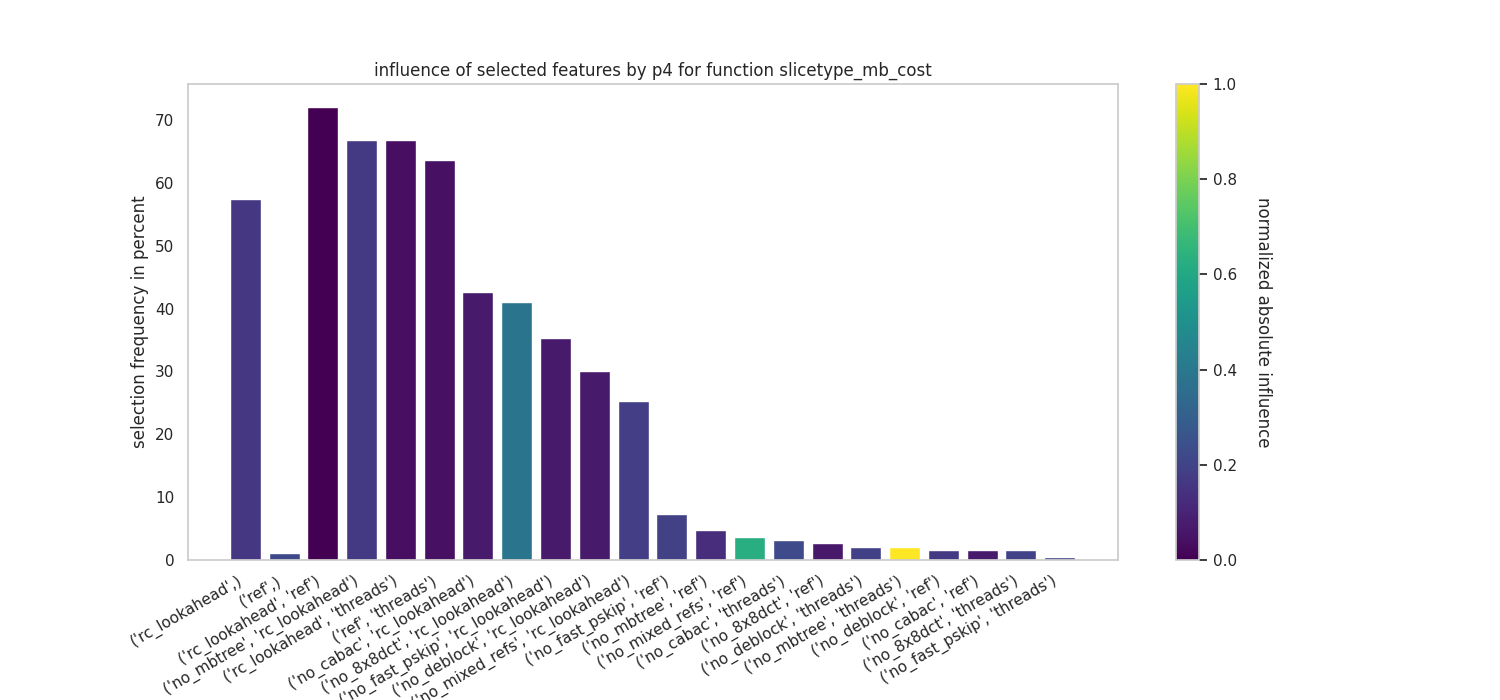 influence of selected features by p4 for function slicetype_mb_cost
selection frequency in percent
70
60
50
40
30
20
10
0
('rc_lookahead',)
('ref',)
('rc_lookahead', 'ref')
('no_mbtree', 'rc_lookahead')
('rc_lookahead', 'threads')
('ref', 'threads')
('no_cabac', 'rc_lookahead')
('no_8x8dct', 'rc_lookahead')
('no_fast_pskip', 'rc_lookahead')
('no_deblock', 'rc_lookahead')
('no_mixed_refs', 'rc_lookahead')
('no_fast_pskip', 'ref')
('no_mbtree', 'ref')
('no_mixed_refs', 'ref')
('no_cabac', 'threads')
('no_8x8dct', 'ref')
('no_deblock', 'threads')
('no_mbtree', 'threads')
('no_deblock', 'ref')
('no_cabac', 'ref')
('no_8x8dct', 'threads')
('no_fast_pskip', 'threads')
1.0
0.8
0.6
0.4
0.2
0.0
normalized absolute influence